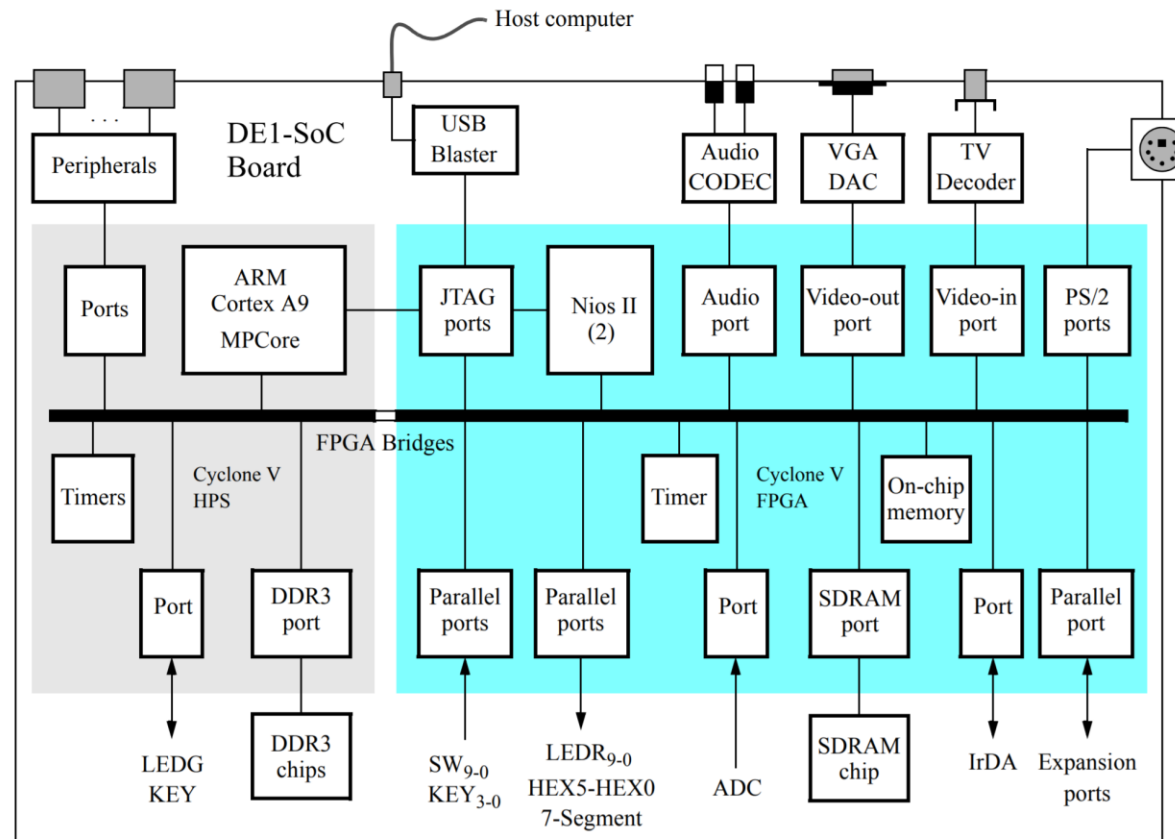 Host computer
DE1-SoC
Board
Peripherals
. . .
USB
Blaster
Audio
CODEC
VGA
DAC
TV
Decoder
Ports
ARM
Cortex A9
MPCore
JTAG
ports
Nios II
(2)
Audio
port
Video-out
port
Video-in
port
PS/2
ports
FPGA Bridges
Timers
Cyclone V
HPS
Timer
Cyclone V
FPGA
On-chip
memory
Port
DDR3
port
Parallel
ports
Parallel
ports
Port
SDRAM
port
Port
Parallel
port
LEDG
KEY
DDR3
chips
SW9-0
KEY3-0
LEDR9-0
HEX5-HEX0
7-Segment
ADC
SDRAM
chip
IrDA
Expansion
ports